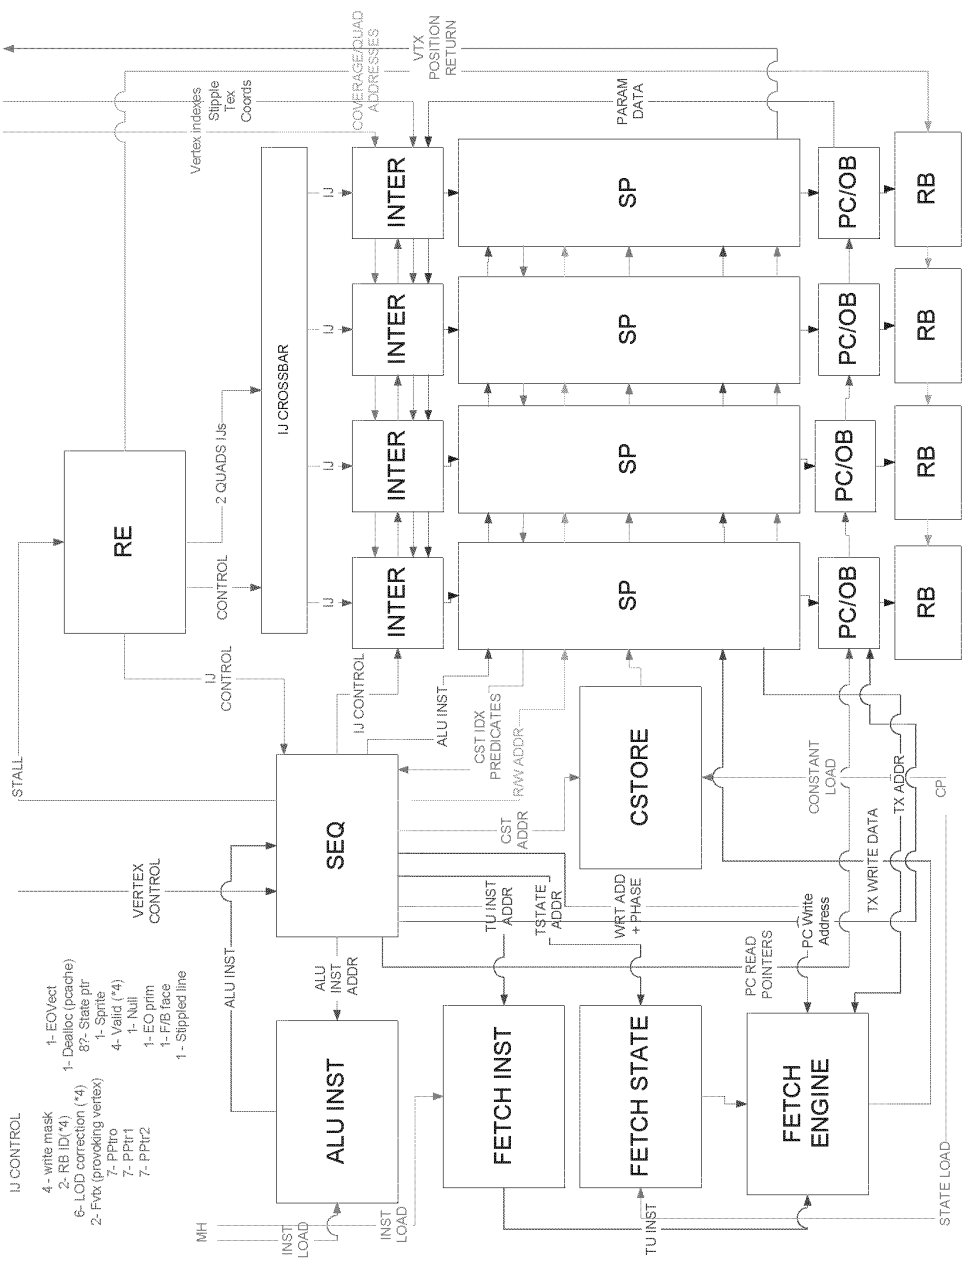 IJ CONTROL
4 - write mask
2- RB ID(*4)
6- LOD correction (*4)
2- Fvtx (provoking vertex)
7- PPtro
7- PPtr1
7- PPtr2
1- EOVect
1- Dealloc (pcache)
8?- State ptr
1- Sprite
4- Valid (*4)
1- Null
1- EO prim
1- F/B face
1 - Stippled line
VERTEX
CONTROL
STALL
Vertex indexes
Stipple
Tex
Coords
COVERAGE/QUAD
ADDRESSES
VTX
POSITION
RETURN
RE
IJ
CONTROL
CONTROL
2 QUADS IJs
IJ CROSSBAR
IJ
IJ
IJ
IJ
ALU INST
ALU
INST
ADDR
ALU INST
MH
INST
LOAD
INST
LOAD
SEQ
IJ CONTROL
ALU INST
CST IDX
PREDICATES
R/W ADDR
CST
ADDR
INTER
INTER
INTER
INTER
PARAM
DATA
SP
SP
SP
SP
CSTORE
TU INST
ADDR
TSTATE
ADDR
WRT ADD
+ PHASE
FETCH INST
FETCH STATE
TU INST
PC READ
POINTERS
PC Write
Address
FETCH
ENGINE
CONSTANT
LOAD
TX WRITE DATA
TX ADDR
CP
STATE LOAD
PC/OB
PC/OB
PC/OB
PC/OB
RB
RB
RB
RB